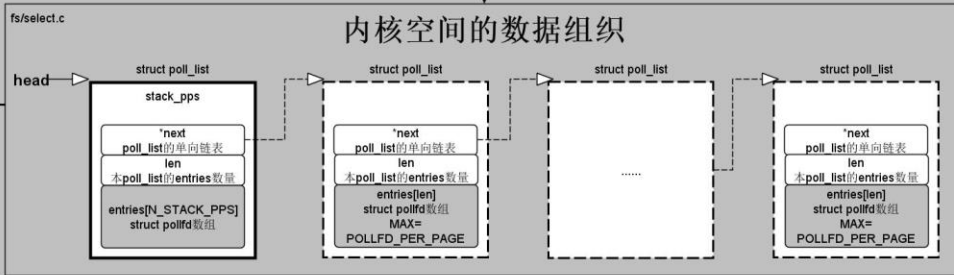 fs/select.c
内核空间的数据组织
head
struct poll_list
stack_pps
*next
poll_list的单向链表
len
本poll_list的entries数量
entries[N_STACK_PPS]
struct pollfd数组
struct poll_list
*next
poll_list的单向链表
len
本poll_list的entries数量
entries[len]
struct pollfd数组
MAX=
POLLFD_PER_PAGE
struct poll_list
......
struct poll_list
*next
poll_list的单向链表
len
本poll_list的entries数量
entries[len]
struct pollfd数组
MAX=
POLLFD_PER_PAGE